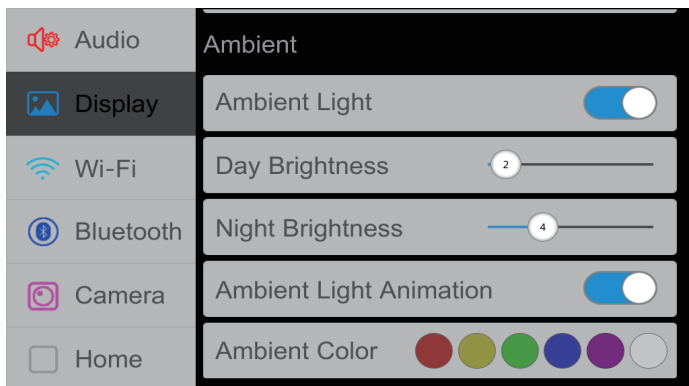 Audio
Display
Wi-Fi
Bluetooth
Camera
Home
Ambient
Ambient Light
Day Brightness 2
Night Brightness 4
Ambient Light Animation
Ambient Color